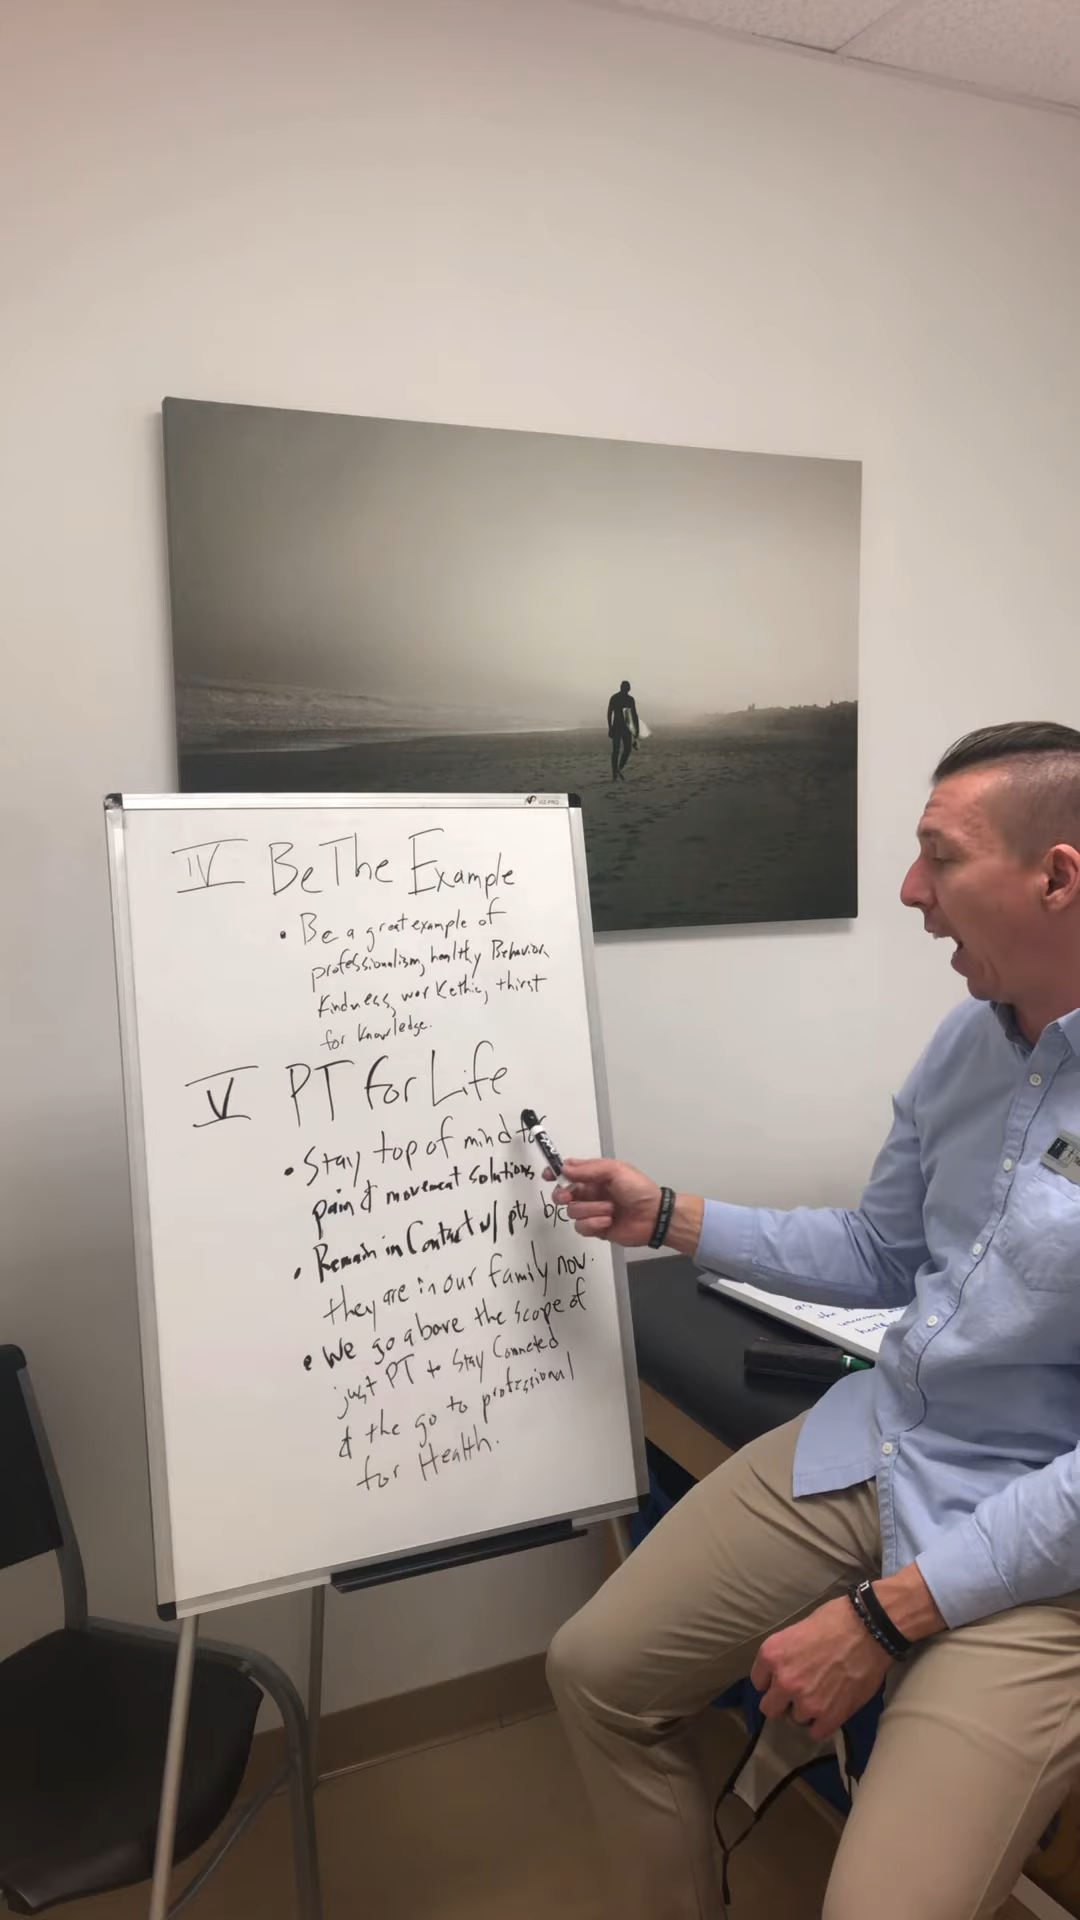 IV Be The Example
• Be a great example of
professionalism, healthy Behavior,
Kindness, work ethic, thirst
for knowledge.
V PT for Life
• Stay top of mind for
pain & movement solutions
• Remain in Contact w/ pts b/c
they are in our family now.
• We go above the scope of
just PT + Stay Connected
& the go to professional
for Health.
as
the